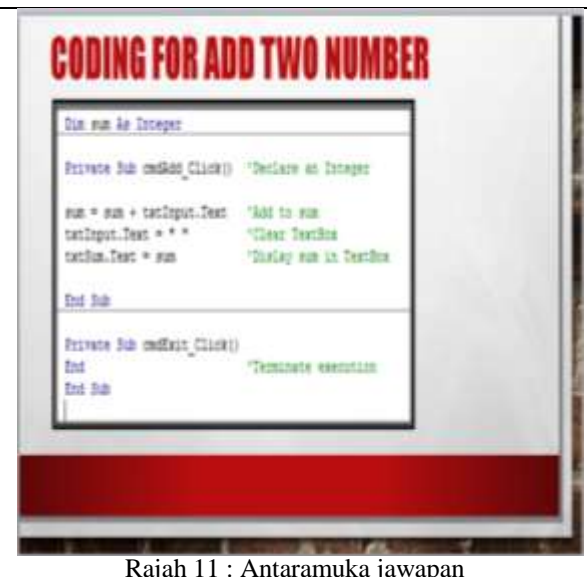 CODING FOR ADD TWO NUMBER
Dim sum As Integer
Private Sub cmdAdd_Click() 'Declare an Integer
sum = sum + txtInput.Text 'Add to sum
txtInput.Text = " " 'Clear TextBox
txtSum.Text = sum 'Display sum in TextBox
End Sub
Private Sub cmdExit_Click()
End 'Terminate execution
End Sub
Rajah 11 : Antaramuka jawapan